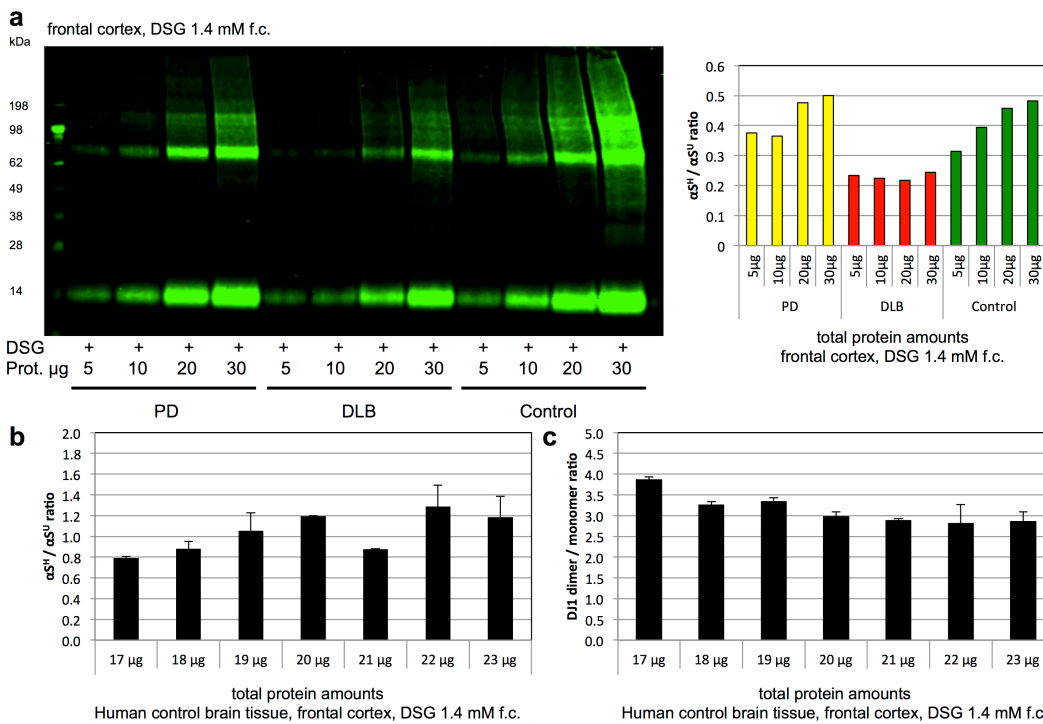 a
frontal cortex, DSG 1.4 mM f.c.
kDa
198
98
62
49
38
28
14
DSG + + + + + + + + + + + +
Prot. µg 5 10 20 30 5 10 20 30 5 10 20 30
PD DLB Control
αSᴴ / αSᵁ ratio
0.6
0.5
0.4
0.3
0.2
0.1
0
5µg 10µg 20µg 30µg 5µg 10µg 20µg 30µg 5µg 10µg 20µg 30µg
PD DLB Control
total protein amounts
frontal cortex, DSG 1.4 mM f.c.
b
αSᴴ / αSᵁ ratio
2.0
1.8
1.6
1.4
1.2
1.0
0.8
0.6
0.4
0.2
0.0
17 µg 18 µg 19 µg 20 µg 21 µg 22 µg 23 µg
total protein amounts
Human control brain tissue, frontal cortex, DSG 1.4 mM f.c.
c
DJ1 dimer / monomer ratio
5.0
4.5
4.0
3.5
3.0
2.5
2.0
1.5
1.0
0.5
0.0
17 µg 18 µg 19 µg 20 µg 21 µg 22 µg 23 µg
total protein amounts
Human control brain tissue, frontal cortex, DSG 1.4 mM f.c